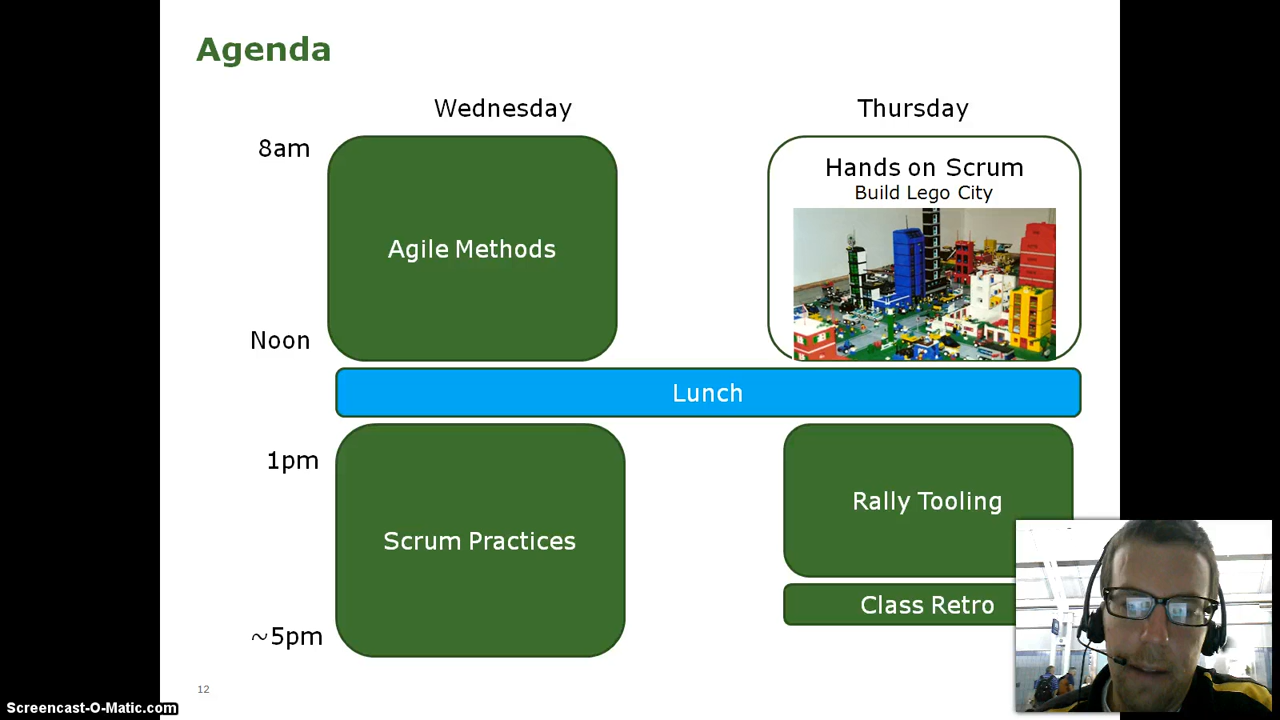 Agenda
Wednesday
Thursday
8am
Agile Methods
Hands on Scrum
Build Lego City
Noon
Lunch
1pm
Scrum Practices
Rally Tooling
Class Retro
~5pm
12
Screencast-O-Matic.com